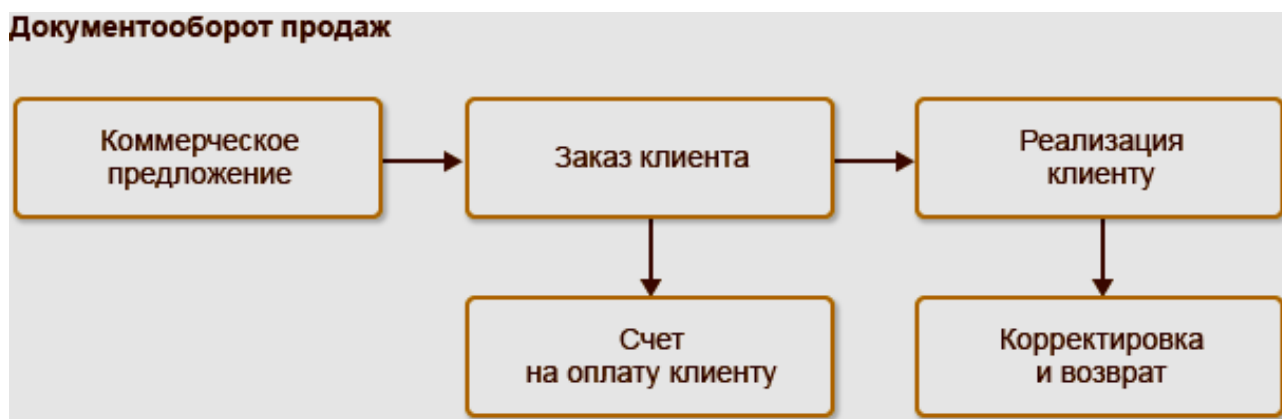 Документооборот продаж
Коммерческое
предложение
Заказ клиента
Реализация
клиенту
Счет
на оплату клиенту
Корректировка
и возврат